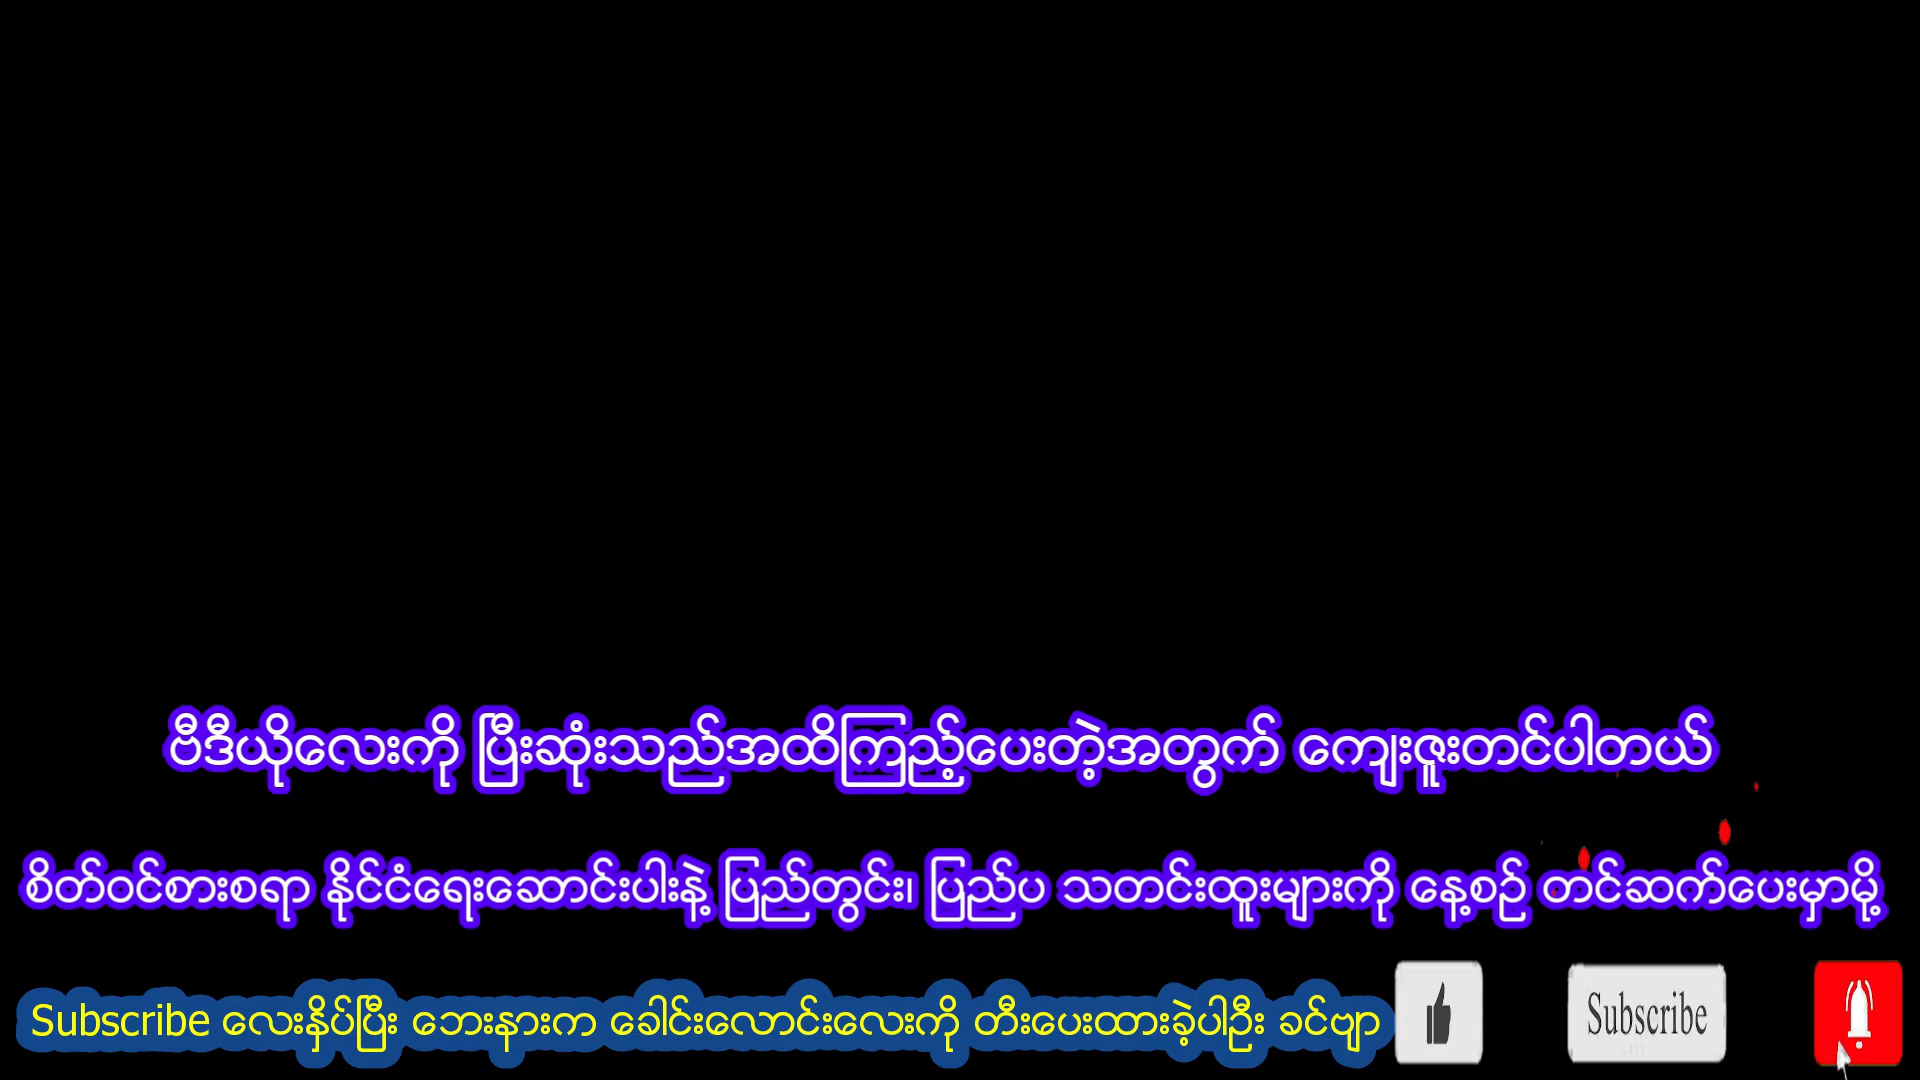 ဗီဒီယိုလေးကို ပြီးဆုံးသည်အထိကြည့်ပေးတဲ့အတွက် ကျေးဇူးတင်ပါတယ်
စိတ်ဝင်စားစရာ နိုင်ငံရေးဆောင်းပါးနဲ့ ပြည်တွင်း၊ ပြည်ပ သတင်းထူးများကို နေ့စဉ် တင်ဆက်ပေးမှာမို့
Subscribe လေးနှိပ်ပြီး ဘေးနားက ခေါင်းလောင်းလေးကို တီးပေးထားခဲ့ပါဦး ခင်ဗျာ
Subscribe